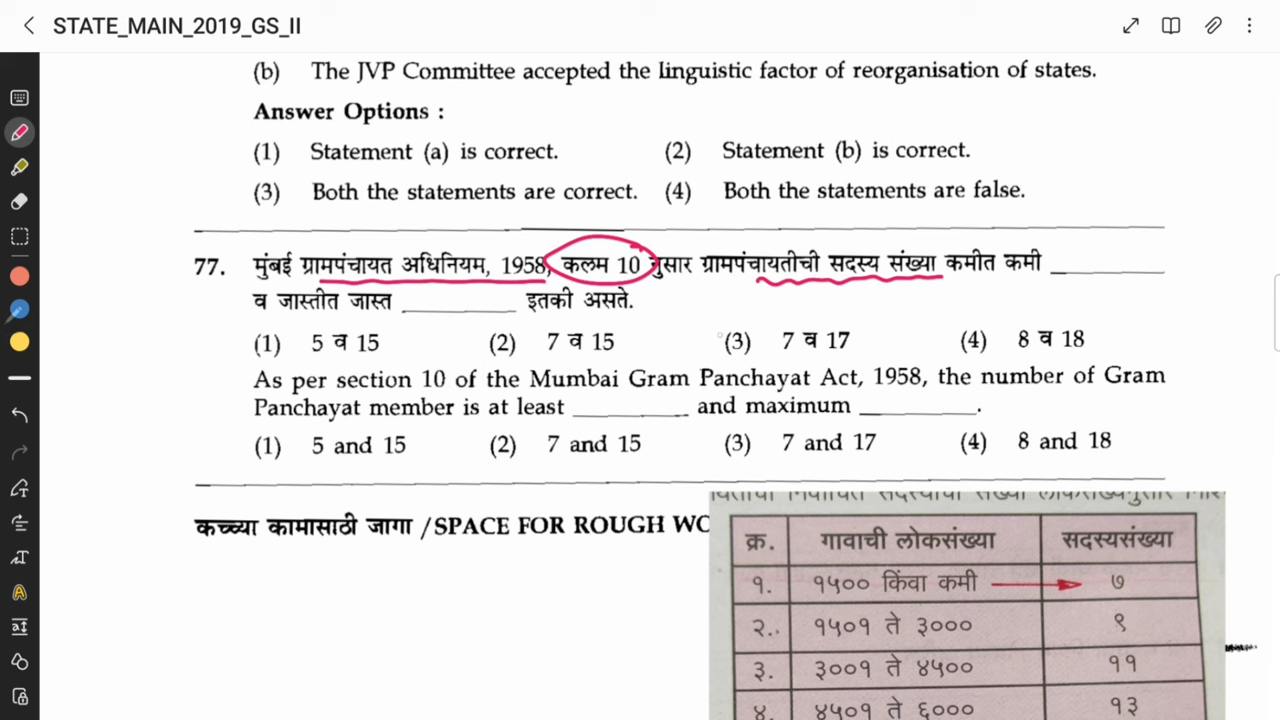 STATE_MAIN_2019_GS_II
(b) The JVP Committee accepted the linguistic factor of reorganisation of states.
Answer Options :
(1) Statement (a) is correct. (2) Statement (b) is correct.
(3) Both the statements are correct. (4) Both the statements are false.
77. मुंबई ग्रामपंचायत अधिनियम, 1958, कलम 10 नुसार ग्रामपंचायतीची सदस्य संख्या कमीत कमी ________
व जास्तीत जास्त ________ इतकी असते.
(1) 5 व 15 (2) 7 व 15 (3) 7 व 17 (4) 8 व 18
As per section 10 of the Mumbai Gram Panchayat Act, 1958, the number of Gram
Panchayat member is at least ________ and maximum ________.
(1) 5 and 15 (2) 7 and 15 (3) 7 and 17 (4) 8 and 18
कच्च्या कामासाठी जागा / SPACE FOR ROUGH WO
क्र. गावाची लोकसंख्या सदस्यसंख्या
१. १५०० किंवा कमी ७
२. १५०१ ते ३००० ९
३. ३००१ ते ४५०० ११
४. ४५०१ ते ६००० १३